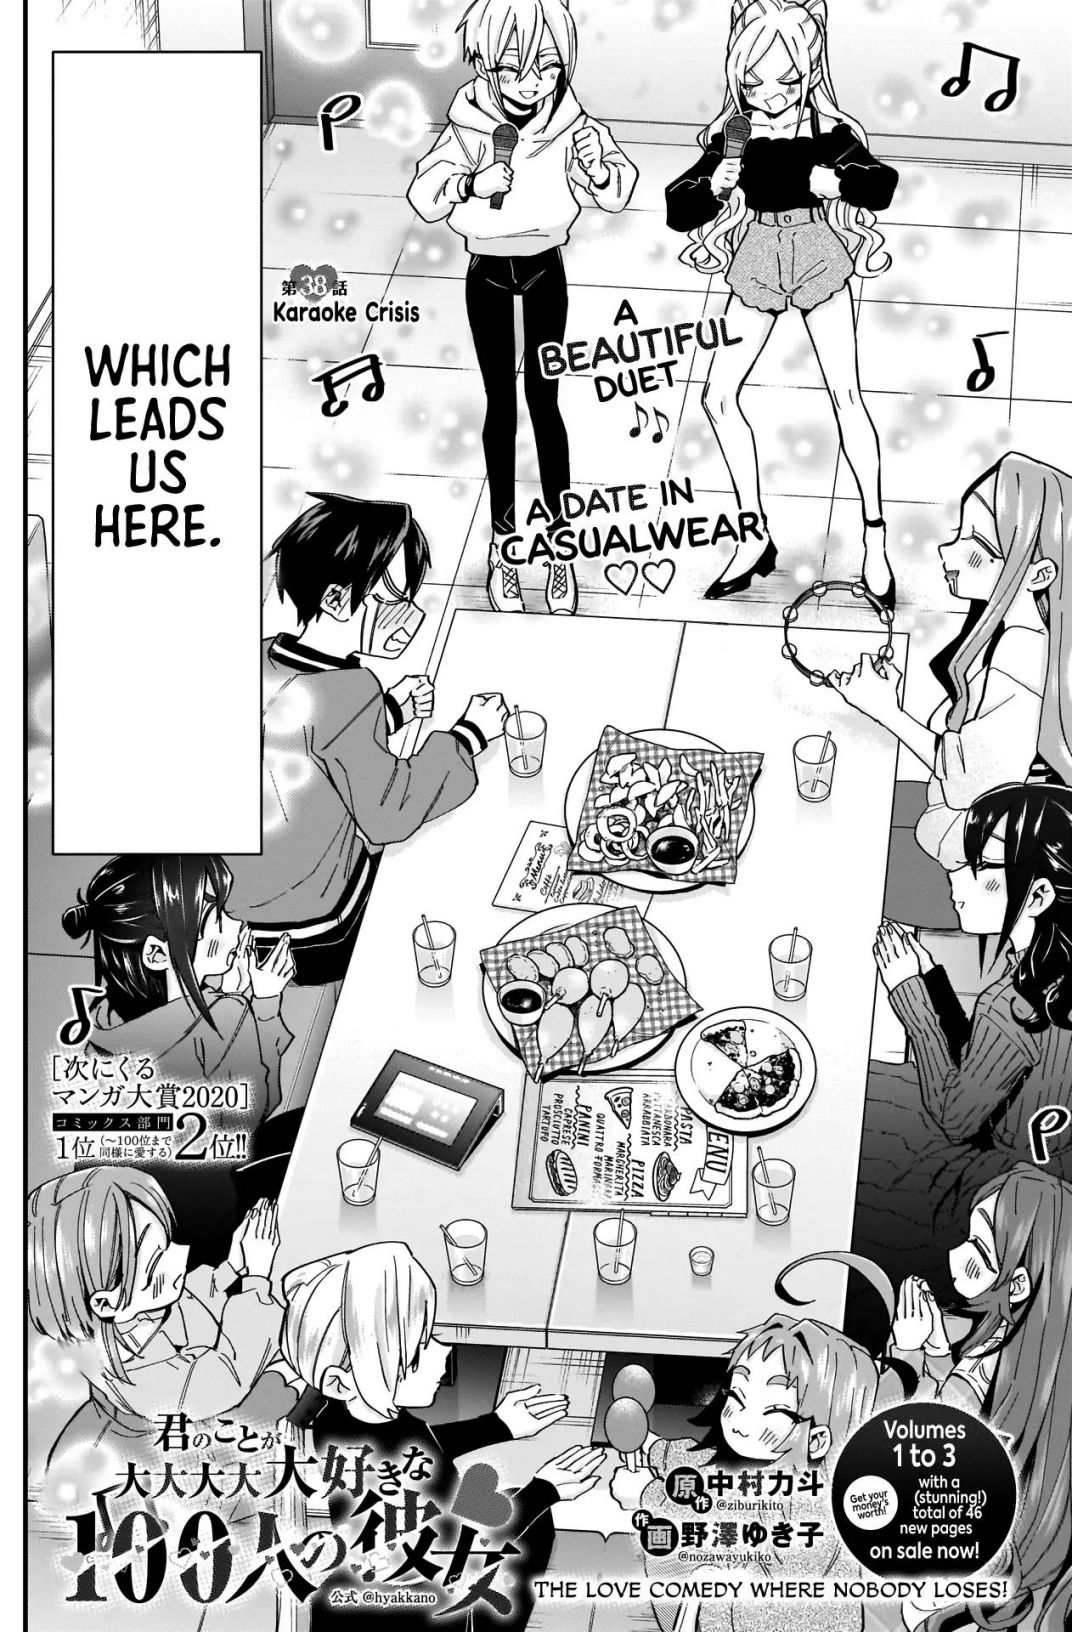 WHICH
LEADS
US
HERE.
第38話
Karaoke Crisis
A
BEAUTIFUL
DUET
A DATE IN
CASUALWEAR
♡♡
Menu
Café
[次にくる
マンガ大賞2020]
コミックス部門
1位(~100位まで同様に愛する)2位!!
MENU
PASTA
ARRABBIATA
PIZZA
MARGHERITA
PANINI
CAPRESE
PROSCIUTTO
TARTUFO
君のことが
大大大大大好きな
100人の彼女
公式 @hyakkano
原作 中村力斗
@ziburikito
作画 野澤ゆき子
@nozawayukiko
Volumes
1 to 3
Get your
money's
worth!
with a
(stunning!)
total of 46
new pages
on sale now!
THE LOVE COMEDY WHERE NOBODY LOSES!